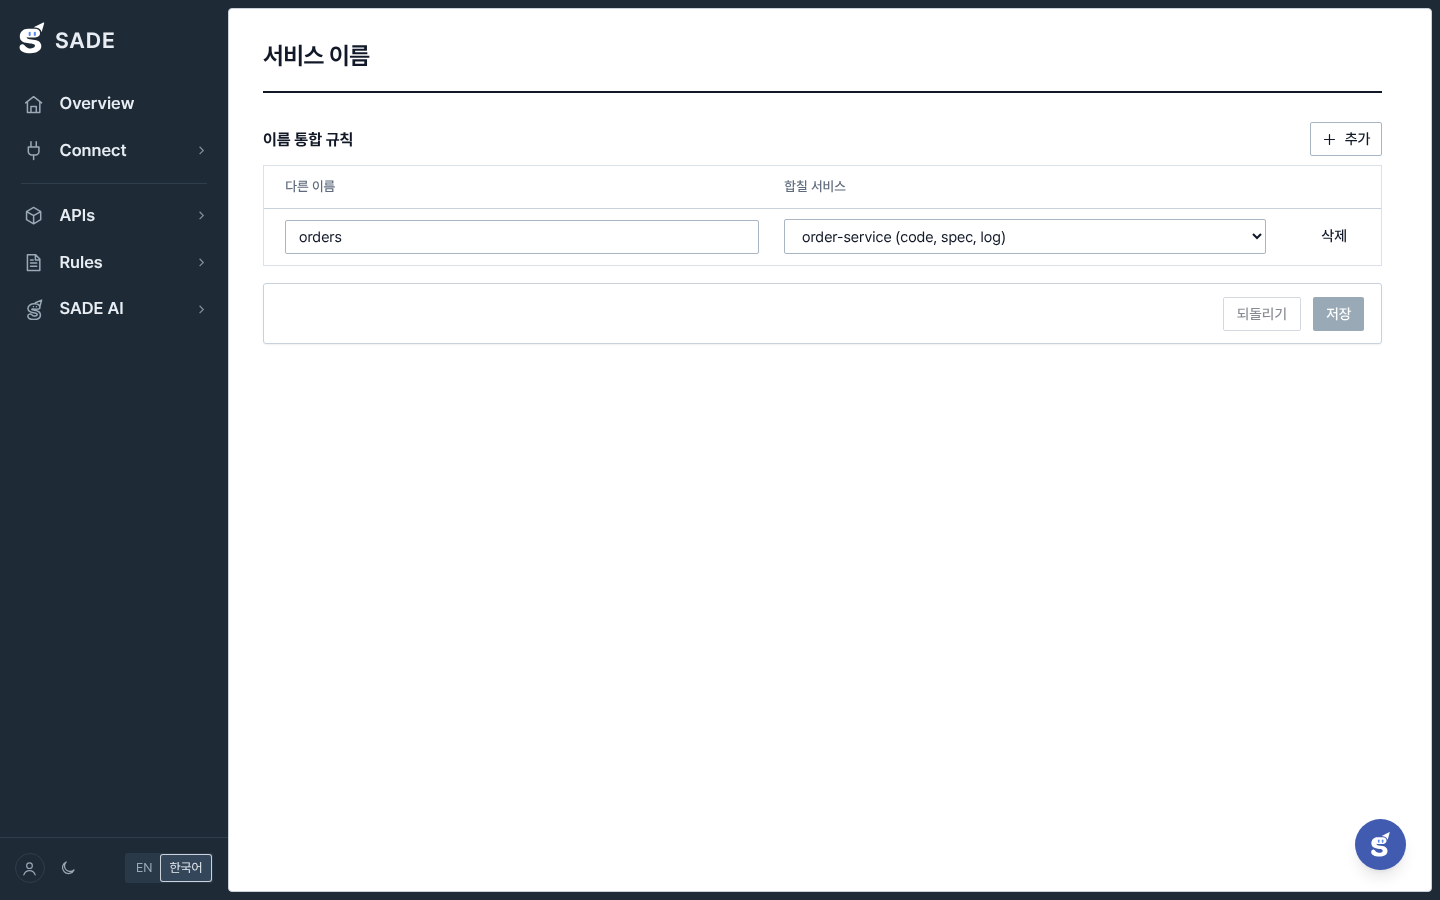 SADE
Overview
Connect
APIs
Rules
SADE AI
EN 한국어
서비스 이름
이름 통합 규칙
추가
다른 이름 합칠 서비스
orders order-service (code, spec, log) 삭제
되돌리기 저장